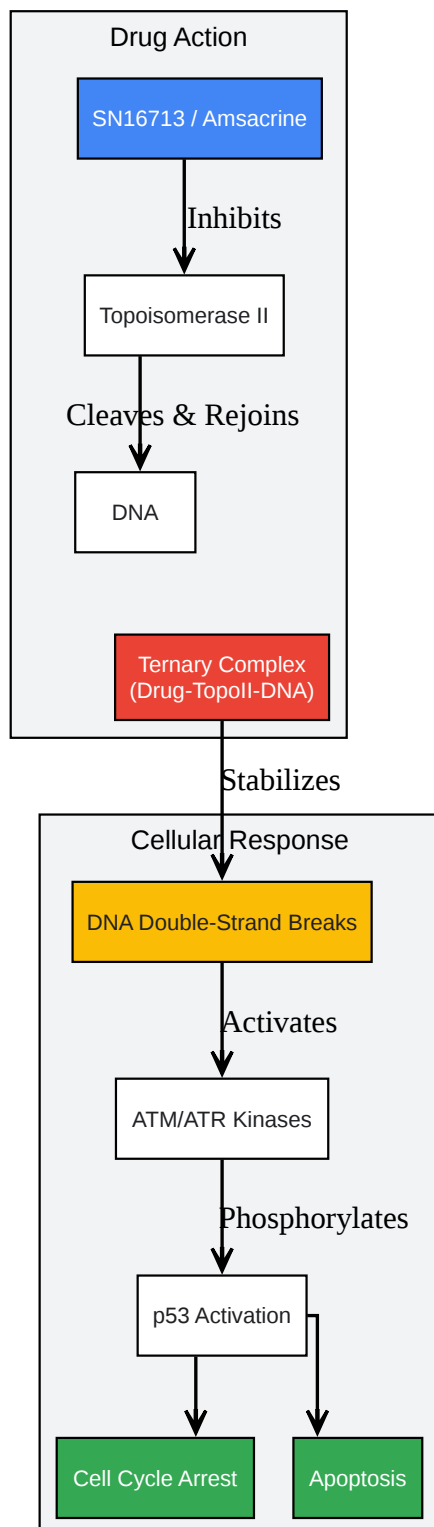 Drug Action
SN16713 / Amsacrine
Inhibits
Topoisomerase II
Cleaves & Rejoins
DNA
Ternary Complex
(Drug-TopoII-DNA)
Stabilizes
Cellular Response
DNA Double-Strand Breaks
Activates
ATM/ATR Kinases
Phosphorylates
p53 Activation
Cell Cycle Arrest
Apoptosis